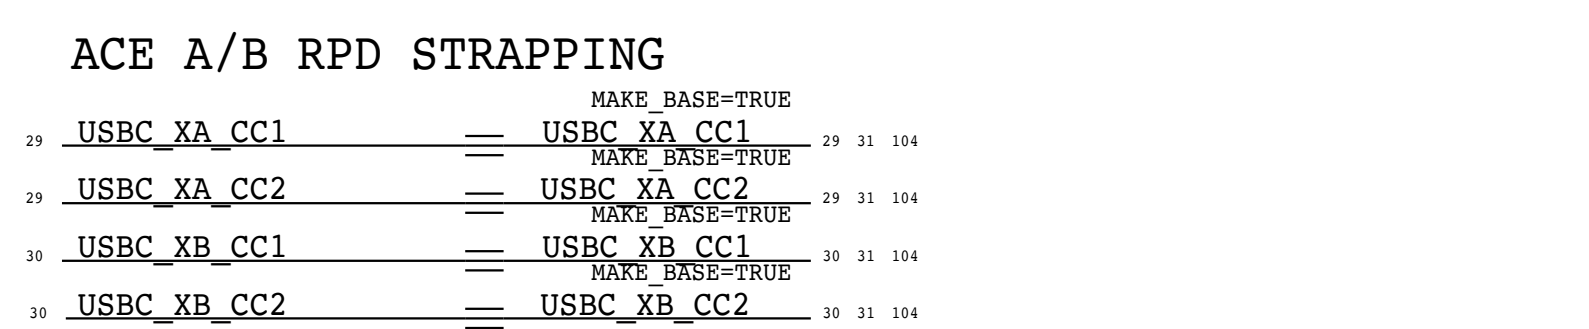 ACE A/B RPD STRAPPING
MAKE_BASE=TRUE
29 USBC_XA_CC1 USBC_XA_CC1 29 31 104
MAKE_BASE=TRUE
29 USBC_XA_CC2 USBC_XA_CC2 29 31 104
MAKE_BASE=TRUE
30 USBC_XB_CC1 USBC_XB_CC1 30 31 104
MAKE_BASE=TRUE
30 USBC_XB_CC2 USBC_XB_CC2 30 31 104